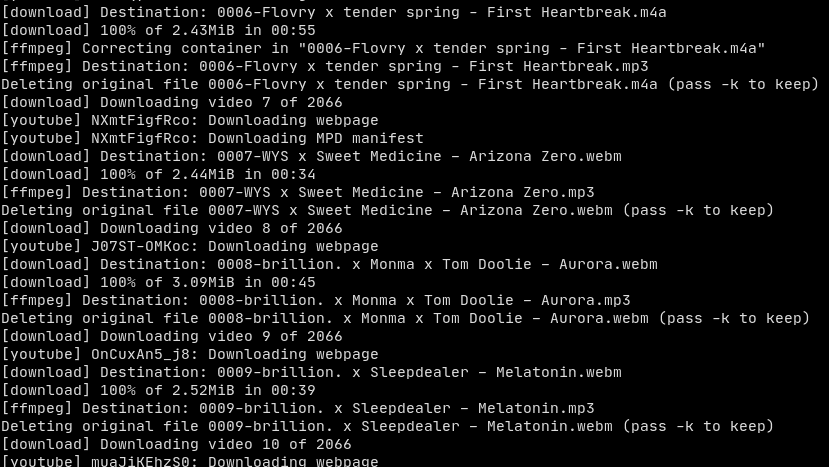 [download] Destination: 0006-Flovry x tender spring - First Heartbreak.m4a
[download] 100% of 2.43MiB in 00:55
[ffmpeg] Correcting container in "0006-Flovry x tender spring - First Heartbreak.m4a"
[ffmpeg] Destination: 0006-Flovry x tender spring - First Heartbreak.mp3
Deleting original file 0006-Flovry x tender spring - First Heartbreak.m4a (pass -k to keep)
[download] Downloading video 7 of 2066
[youtube] NXmtFigfRco: Downloading webpage
[youtube] NXmtFigfRco: Downloading MPD manifest
[download] Destination: 0007-WYS x Sweet Medicine – Arizona Zero.webm
[download] 100% of 2.44MiB in 00:34
[ffmpeg] Destination: 0007-WYS x Sweet Medicine – Arizona Zero.mp3
Deleting original file 0007-WYS x Sweet Medicine – Arizona Zero.webm (pass -k to keep)
[download] Downloading video 8 of 2066
[youtube] J07ST-OMKoc: Downloading webpage
[download] Destination: 0008-brillion. x Monma x Tom Doolie – Aurora.webm
[download] 100% of 3.09MiB in 00:45
[ffmpeg] Destination: 0008-brillion. x Monma x Tom Doolie – Aurora.mp3
Deleting original file 0008-brillion. x Monma x Tom Doolie – Aurora.webm (pass -k to keep)
[download] Downloading video 9 of 2066
[youtube] OnCuxAn5_j8: Downloading webpage
[download] Destination: 0009-brillion. x Sleepdealer – Melatonin.webm
[download] 100% of 2.52MiB in 00:39
[ffmpeg] Destination: 0009-brillion. x Sleepdealer – Melatonin.mp3
Deleting original file 0009-brillion. x Sleepdealer – Melatonin.webm (pass -k to keep)
[download] Downloading video 10 of 2066
[youtube] muaJiKEhzS0: Downloading webpage